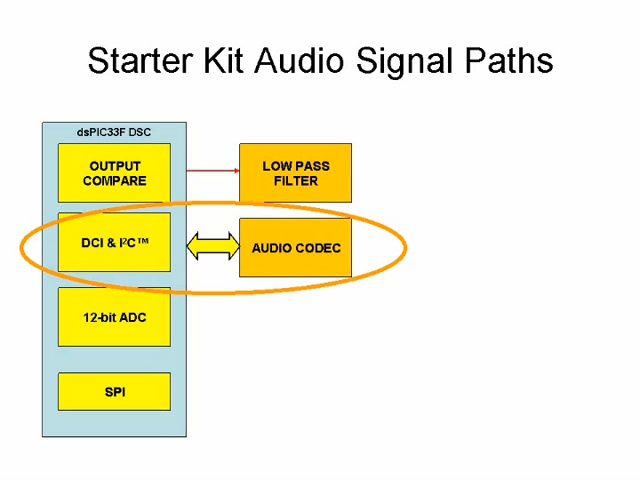 Starter Kit Audio Signal Paths
dsPIC33F DSC
OUTPUT
COMPARE
LOW PASS
FILTER
DCI & I²C™
AUDIO CODEC
12-bit ADC
SPI